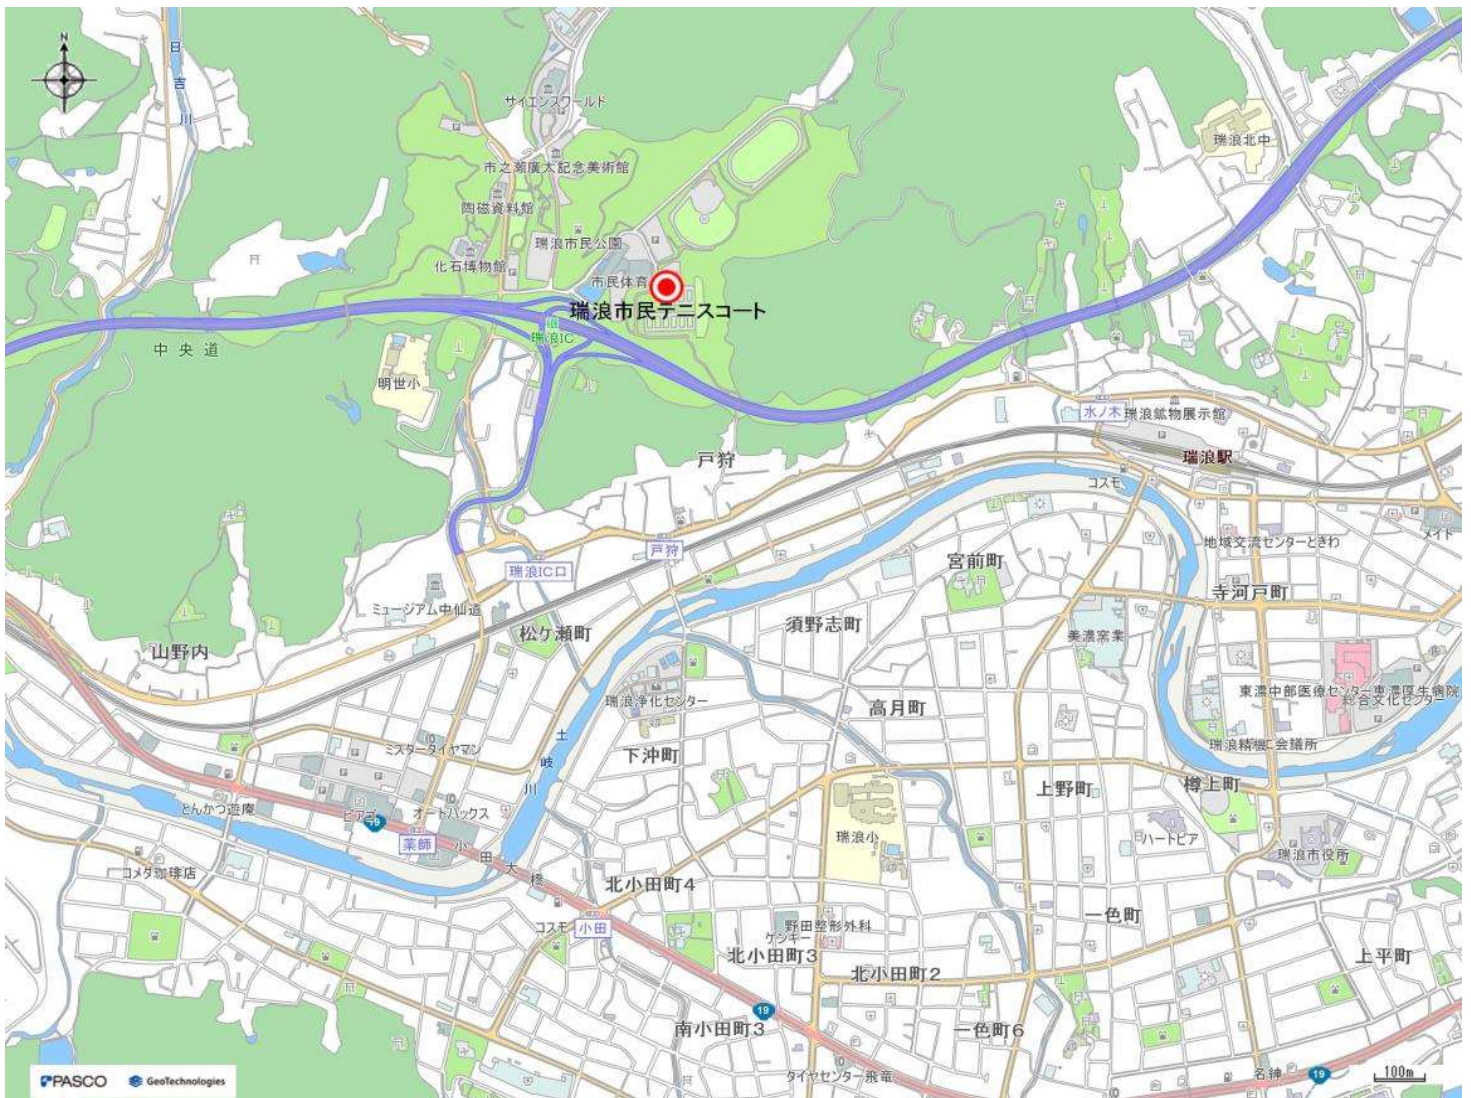 N
日吉川
サイエンスワールド
瑞浪北中
市之瀬廣太記念美術館
陶磁資料館
瑞浪市民公園
化石博物館
市民体育
瑞浪市民テニスコート
瑞浪IC
中央道
明世小
水ノ木
瑞浪鉱物展示館
戸狩
瑞浪駅
コスモ
地域交流センターときわ
メイト
戸狩
瑞浪IC口
宮前町
寺河戸町
ミュージアム中仙道
松ケ瀬町
須野志町
美濃窯業
山野内
東濃中部医療センター東濃厚生病院
総合文化センター
瑞浪浄化センター
高月町
ミスタータイヤマン
土岐川
下沖町
瑞浪精機
会議所
上野町
樽上町
とんかつ遊庵
ピアゴ
19
オートバックス
薬師
小田大橋
瑞浪小
ハートピア
瑞浪市役所
コメダ珈琲店
北小田町4
コスモ
小田
野田整形外科
ゲンキー
一色町
北小田町3
北小田町2
上平町
19
南小田町3
一色町6
タイヤセンター飛竜
名紳
19
100m
PASCO
GeoTechnologies